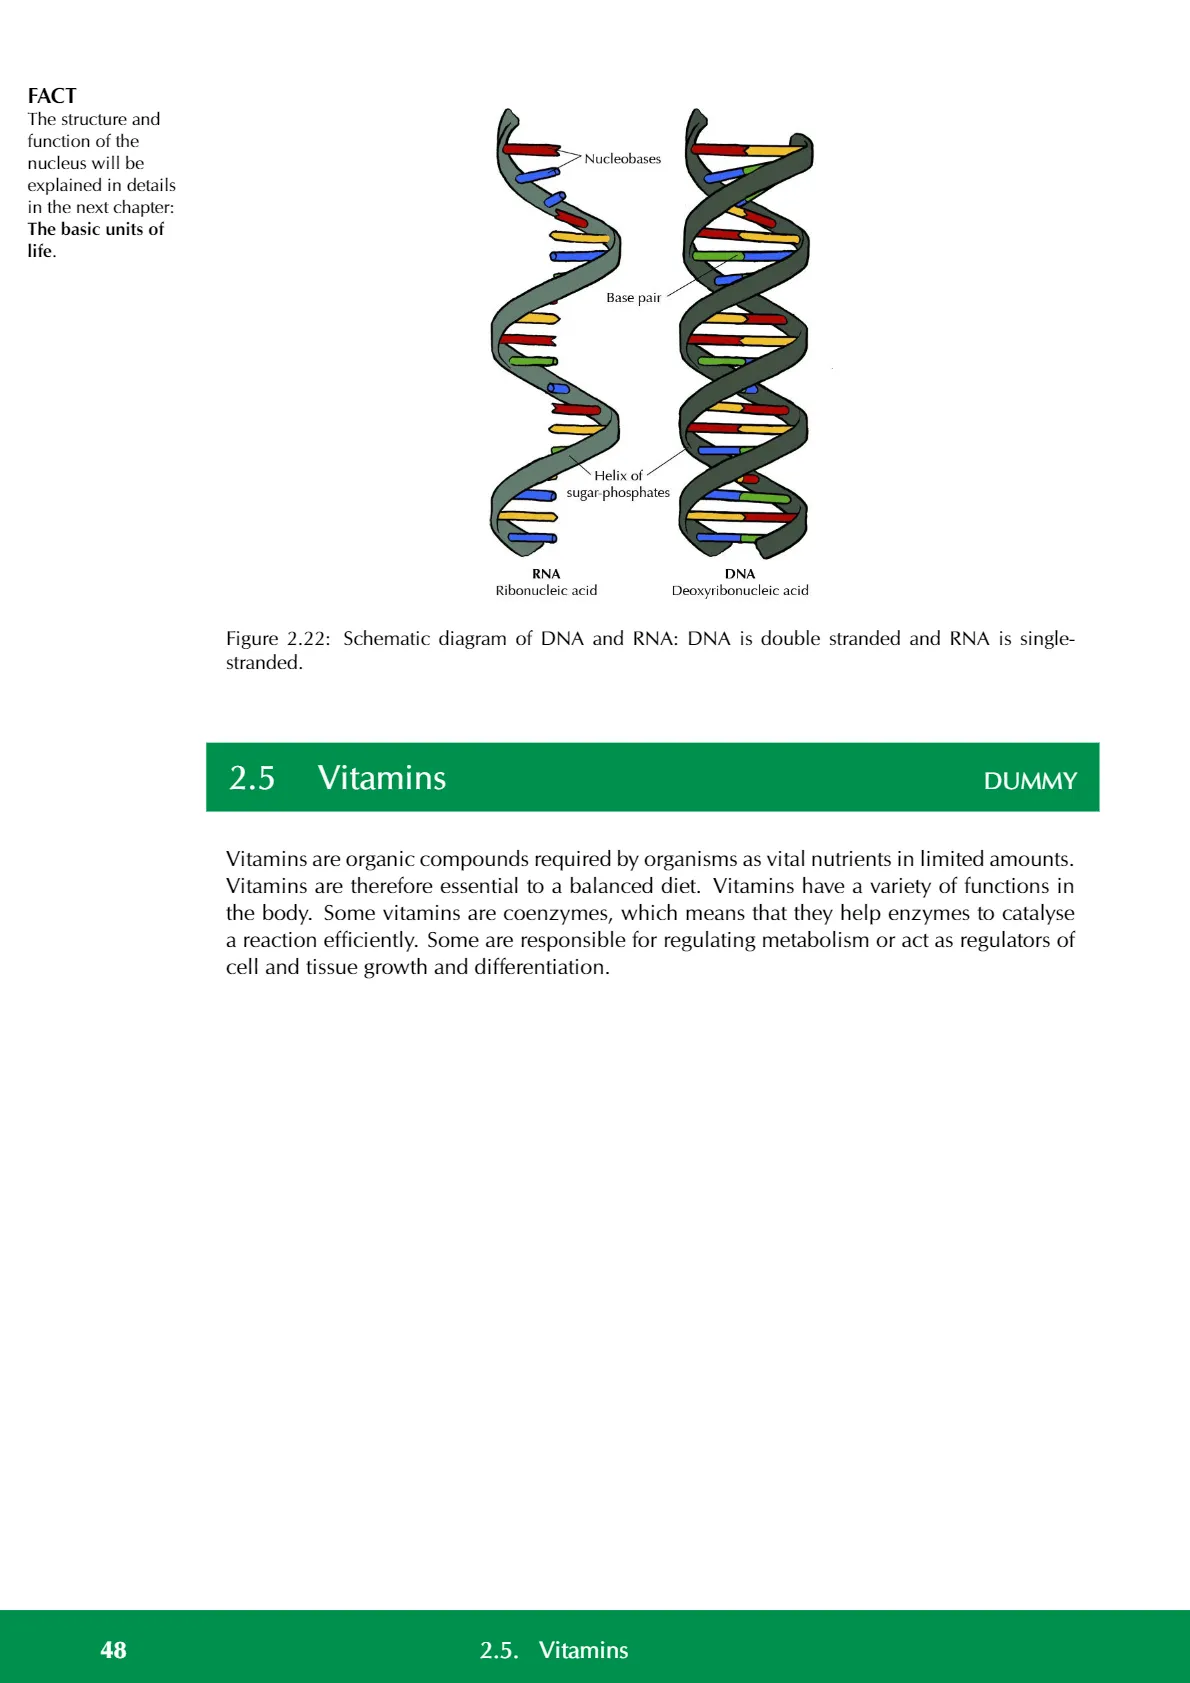 FACT
The structure and
function of the
nucleus will be
explained in details
in the next chapter:
The basic units of
life.
Nucleobases
Base pair
Helix of
sugar-phosphates
RNA
Ribonucleic acid
DNA
Deoxyribonucleic acid
Figure 2.22: Schematic diagram of DNA and RNA: DNA is double stranded and RNA is single-
stranded.
2.5 Vitamins DUMMY
Vitamins are organic compounds required by organisms as vital nutrients in limited amounts.
Vitamins are therefore essential to a balanced diet. Vitamins have a variety of functions in
the body. Some vitamins are coenzymes, which means that they help enzymes to catalyse
a reaction efficiently. Some are responsible for regulating metabolism or act as regulators of
cell and tissue growth and differentiation.
48 2.5. Vitamins